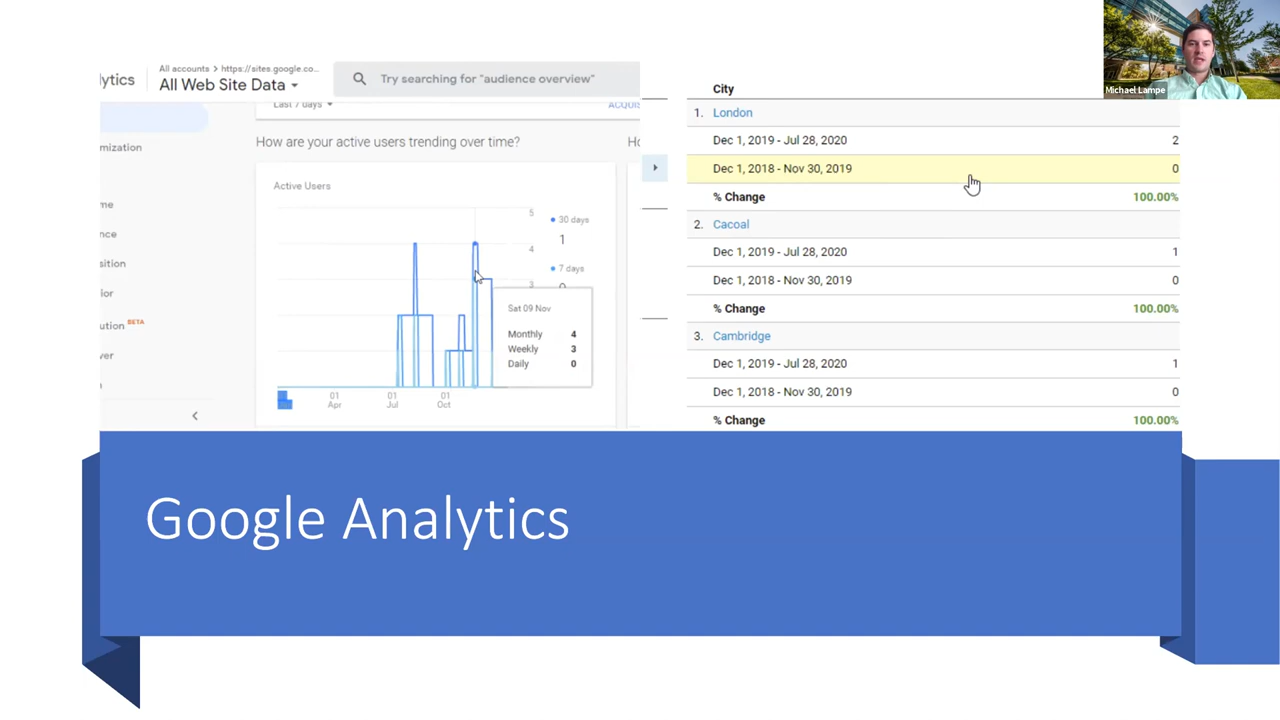 ytics
All accounts > https://sites.google.co...
All Web Site Data
Try searching for "audience overview"
Last 7 days
ACQUIS
mization
me
nce
sition
ior
ution BETA
ver
How are your active users trending over time?
Ho
Active Users
5
4
3
30 days
1
7 days
Sat 09 Nov
Monthly 4
Weekly 3
Daily 0
01 Apr
01 Jul
01 Oct
City
1. London
Dec 1, 2019 - Jul 28, 2020 2
Dec 1, 2018 - Nov 30, 2019 0
% Change 100.00%
2. Cacoal
Dec 1, 2019 - Jul 28, 2020 1
Dec 1, 2018 - Nov 30, 2019 0
% Change 100.00%
3. Cambridge
Dec 1, 2019 - Jul 28, 2020 1
Dec 1, 2018 - Nov 30, 2019 0
% Change 100.00%
Michael Lampe
Google Analytics